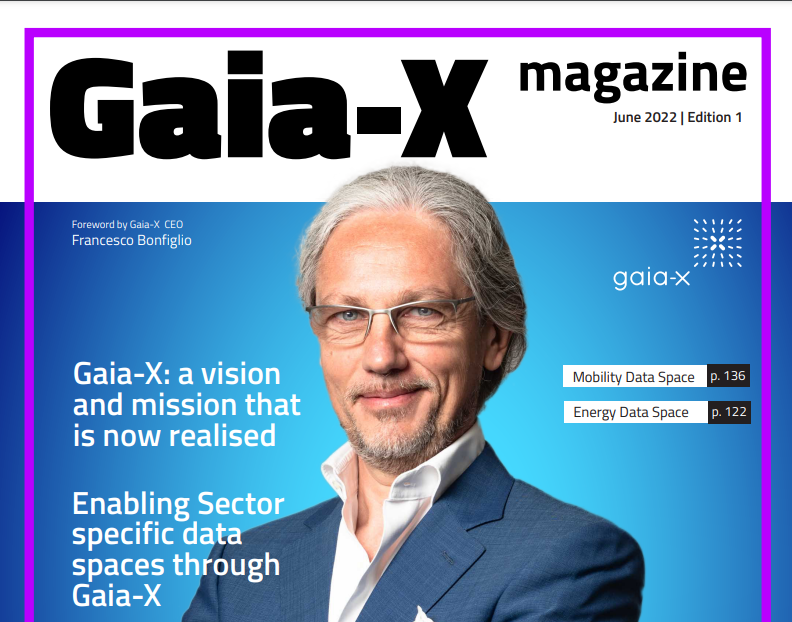 Gaia-X
magazine
June 2022 | Edition 1
Foreword by Gaia-X CEO
Francesco Bonfiglio
gaia-x
Gaia-X: a vision
and mission that
is now realised
Mobility Data Space p. 136
Energy Data Space p. 122
Enabling Sector
specific data
spaces through
Gaia-X